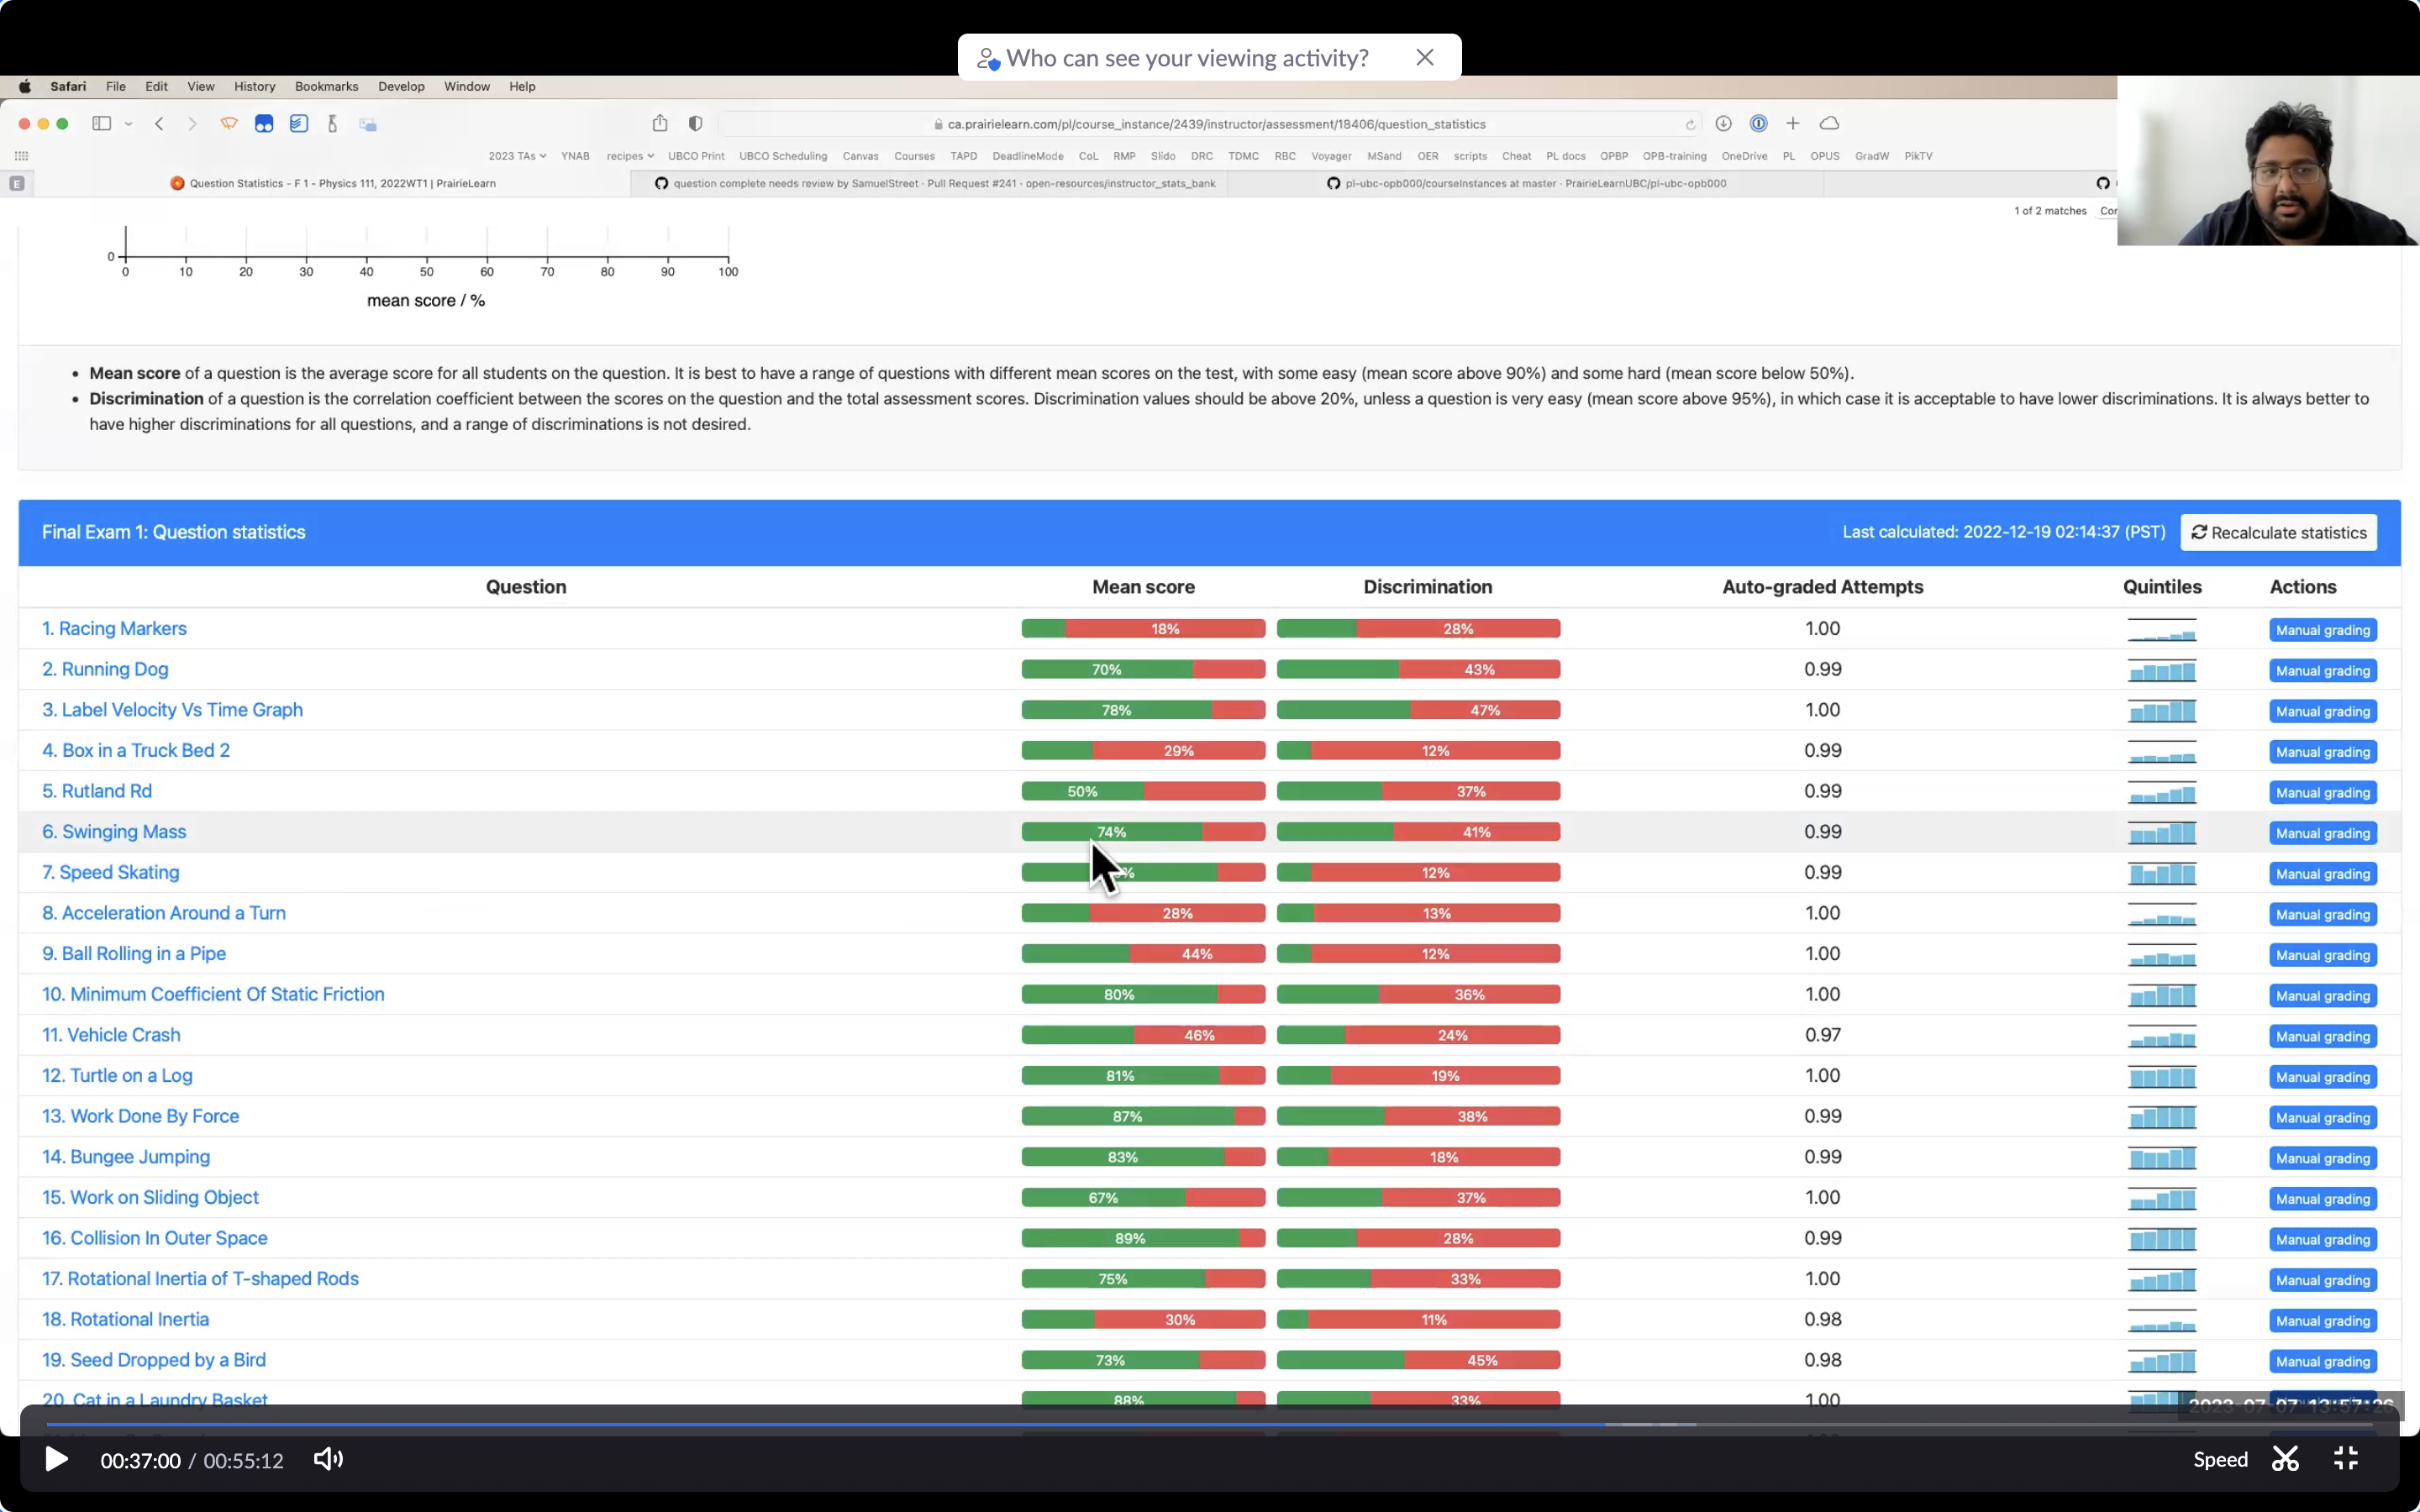 Who can see your viewing activity?
Safari File Edit View History Bookmarks Develop Window Help
ca.prairielearn.com/pl/course_instance/2439/instructor/assessment/18406/question_statistics
2023 TAs YNAB recipes UBCO Print UBCO Scheduling Canvas Courses TAPD DeadlineMode CoL RMP Slido DRC TDMC RBC Voyager MSand OER scripts Cheat PL docs OPBP OPB-training OneDrive PL OPUS GradW PikTV
E Question Statistics - F 1 - Physics 111, 2022WT1 | PrairieLearn question complete needs review by SamuelStreet · Pull Request #241 · open-resources/instructor_stats_bank pl-ubc-opb000/courseInstances at master · PrairieLearnUBC/pl-ubc-opb000
1 of 2 matches
0
0 10 20 30 40 50 60 70 80 90 100
mean score / %
• Mean score of a question is the average score for all students on the question. It is best to have a range of questions with different mean scores on the test, with some easy (mean score above 90%) and some hard (mean score below 50%).
• Discrimination of a question is the correlation coefficient between the scores on the question and the total assessment scores. Discrimination values should be above 20%, unless a question is very easy (mean score above 95%), in which case it is acceptable to have lower discriminations. It is always better to
have higher discriminations for all questions, and a range of discriminations is not desired.
Final Exam 1: Question statistics Last calculated: 2022-12-19 02:14:37 (PST) Recalculate statistics
Question Mean score Discrimination Auto-graded Attempts Quintiles Actions
1. Racing Markers 18% 28% 1.00 Manual grading
2. Running Dog 70% 43% 0.99 Manual grading
3. Label Velocity Vs Time Graph 78% 47% 1.00 Manual grading
4. Box in a Truck Bed 2 29% 12% 0.99 Manual grading
5. Rutland Rd 50% 37% 0.99 Manual grading
6. Swinging Mass 74% 41% 0.99 Manual grading
7. Speed Skating % 12% 0.99 Manual grading
8. Acceleration Around a Turn 28% 13% 1.00 Manual grading
9. Ball Rolling in a Pipe 44% 12% 1.00 Manual grading
10. Minimum Coefficient Of Static Friction 80% 36% 1.00 Manual grading
11. Vehicle Crash 46% 24% 0.97 Manual grading
12. Turtle on a Log 81% 19% 1.00 Manual grading
13. Work Done By Force 87% 38% 0.99 Manual grading
14. Bungee Jumping 83% 18% 0.99 Manual grading
15. Work on Sliding Object 67% 37% 1.00 Manual grading
16. Collision In Outer Space 89% 28% 0.99 Manual grading
17. Rotational Inertia of T-shaped Rods 75% 33% 1.00 Manual grading
18. Rotational Inertia 30% 11% 0.98 Manual grading
19. Seed Dropped by a Bird 73% 45% 0.98 Manual grading
20. Cat in a Laundry Basket 88% 33% 1.00
2023-07-07 13:57:26
00:37:00 / 00:55:12 Speed